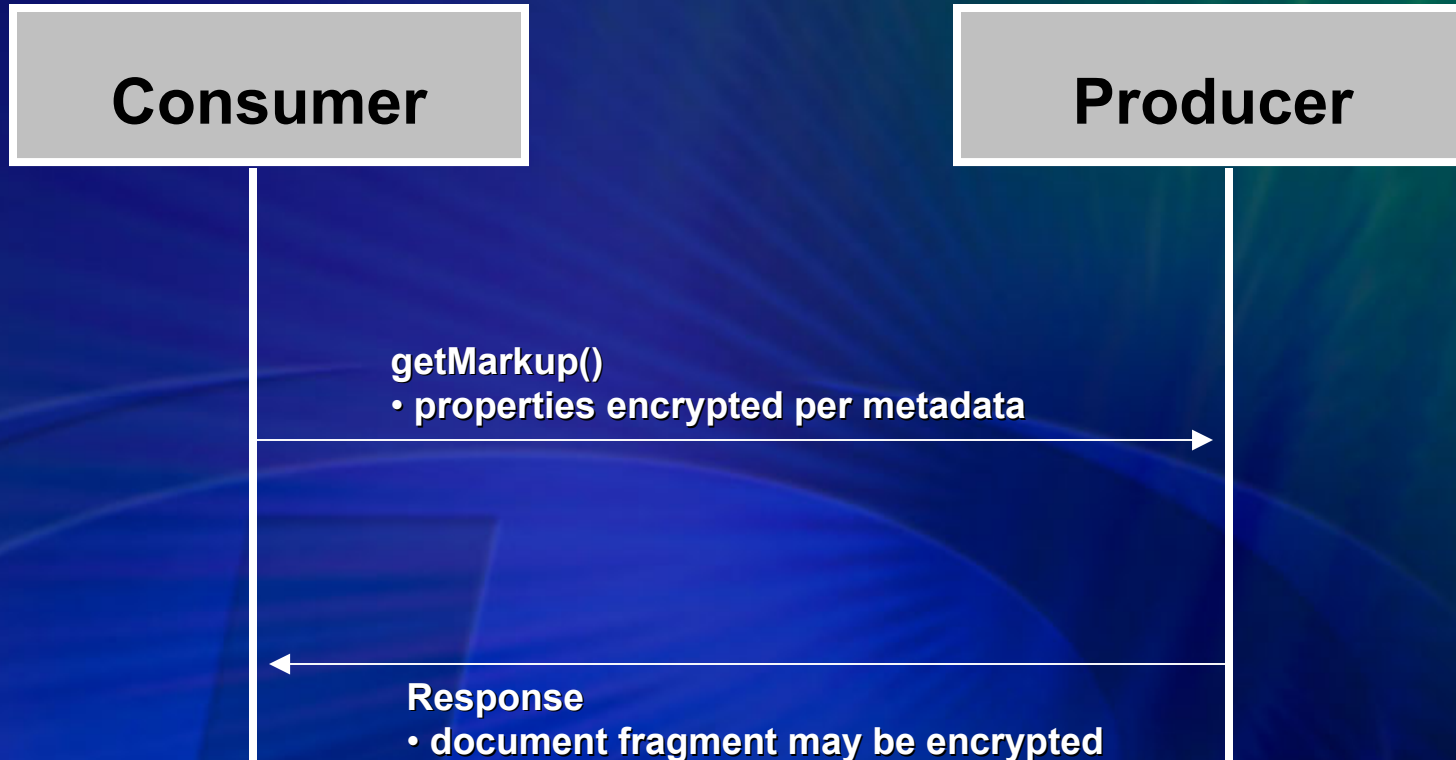 Consumer
Producer
getMarkup()
• properties encrypted per metadata
Response
• document fragment may be encrypted